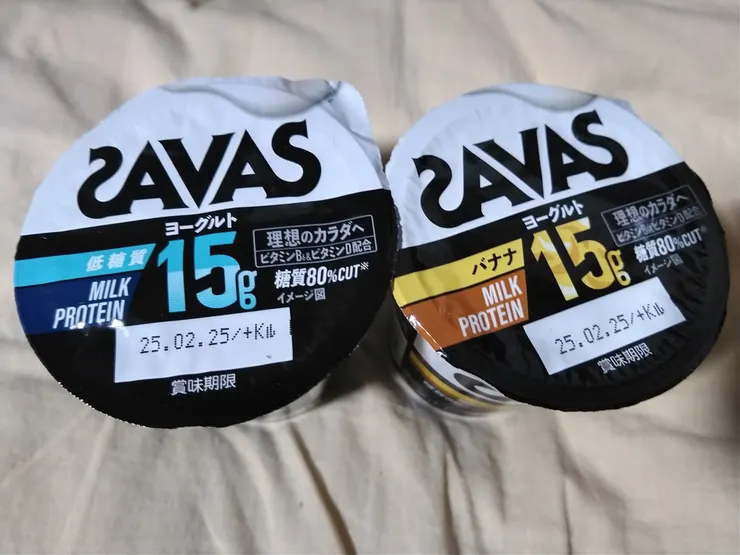 SAVAS
ヨーグルト
低糖質
15g
理想のカラダへ
ビタミンB6&ビタミンD配合
MILK
PROTEIN
糖質80%CUT※
イメージ図
25.02.25/+Kル
賞味期限
SAVAS
ヨーグルト
バナナ
15g
理想のカラダへ
ビタミンB6&ビタミンD配合
MILK
PROTEIN
糖質80%CUT※
イメージ図
25.02.25/+Kル
賞味期限